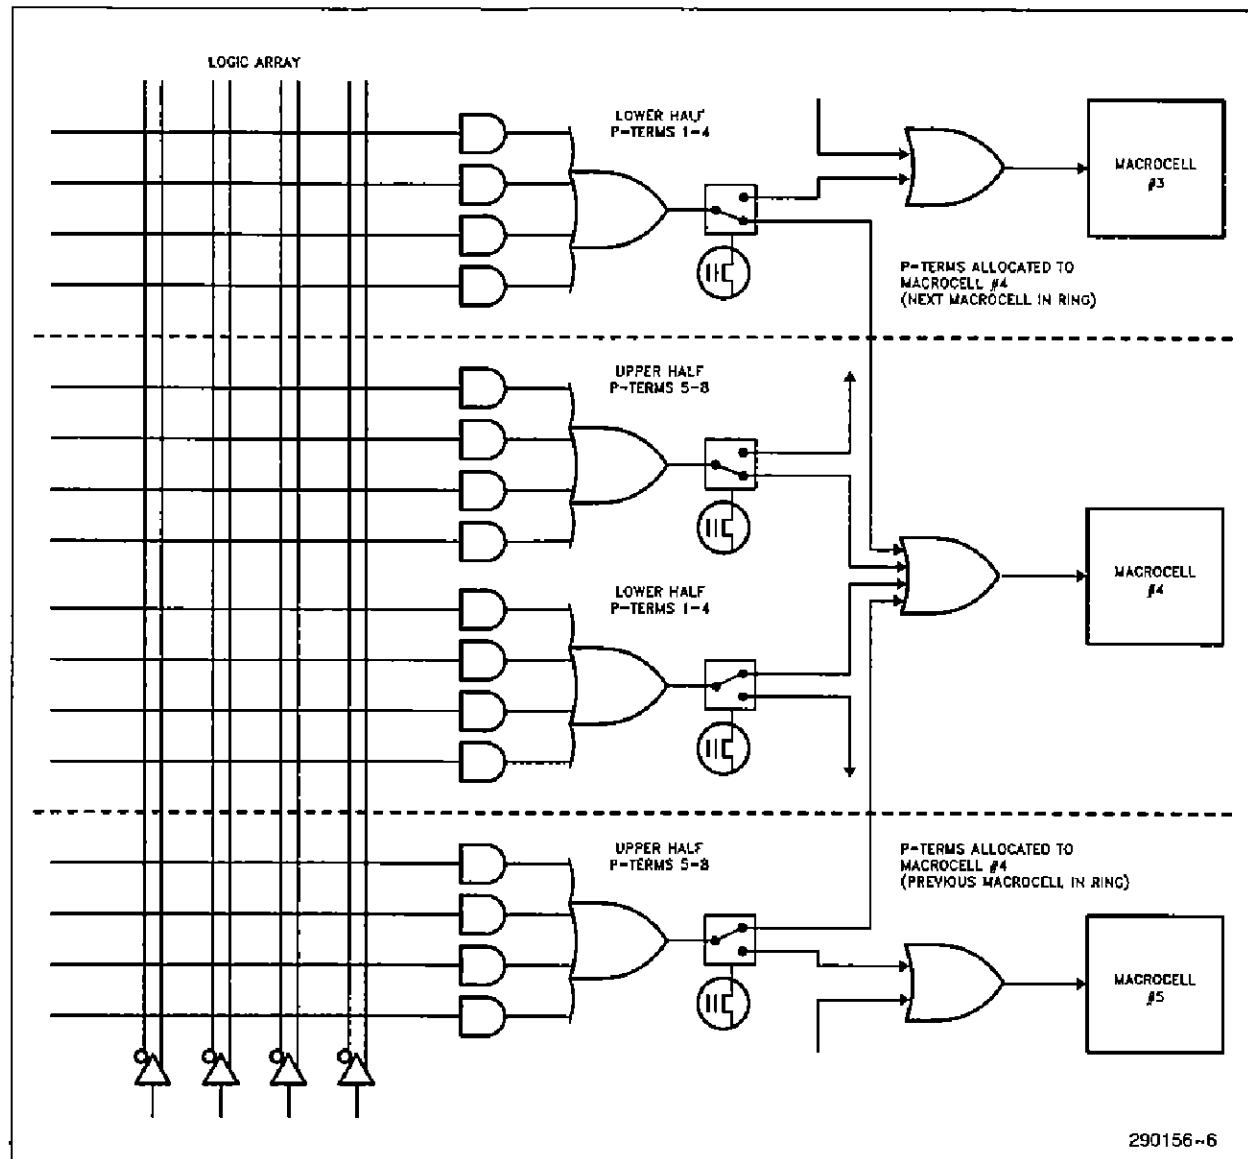 LOGIC ARRAY
LOWER HALF
P-TERMS 1-4
MACROCELL
#3
P-TERMS ALLOCATED TO
MACROCELL #4
(NEXT MACROCELL IN RING)
UPPER HALF
P-TERMS 5-8
MACROCELL
#4
LOWER HALF
P-TERMS 1-4
UPPER HALF
P-TERMS 5-8
P-TERMS ALLOCATED TO
MACROCELL #4
(PREVIOUS MACROCELL IN RING)
MACROCELL
#5
290156-6